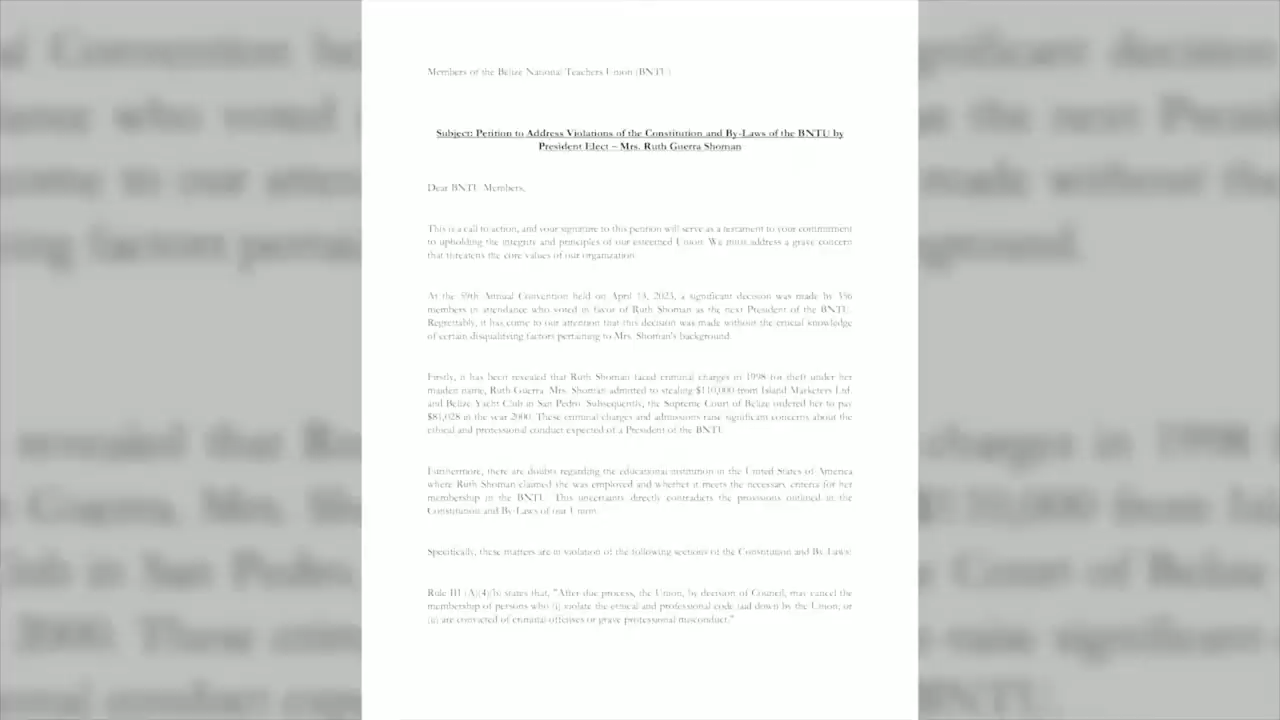 Members of the Belize National Teachers Union (BNTU)
Subject: Petition to Address Violations of the Constitution and By-Laws of the BNTU by
President Elect – Mrs. Ruth Guerra Shoman
Dear BNTU Members,
This is a call to action, and your signature to this petition will serve as a testament to your commitment
to upholding the integrity and principles of our esteemed Union. We must address a grave concern
that threatens the core values of our organization.
At the 59th Annual Convention held on April 13, 2023, a significant decision was made by 356
members in attendance who voted in favor of Ruth Shoman as the next President of the BNTU.
Regrettably, it has come to our attention that this decision was made without the crucial knowledge
of certain disqualifying factors pertaining to Mrs. Shoman's background.
Firstly, it has been revealed that Ruth Shoman faced criminal charges in 1998 for theft under her
maiden name, Ruth Guerra. Mrs. Shoman admitted to stealing $110,000 from Island Marketers Ltd.
and Belize Yacht Club in San Pedro. Subsequently, the Supreme Court of Belize ordered her to pay
$81,028 in the year 2000. These criminal charges and admissions raise significant concerns about the
ethical and professional conduct expected of a President of the BNTU.
Furthermore, there are doubts regarding the educational institution in the United States of America
where Ruth Shoman claimed she was employed and whether it meets the necessary criteria for her
membership in the BNTU. This uncertainty directly contradicts the provisions outlined in the
Constitution and By-Laws of our Union.
Specifically, these matters are in violation of the following sections of the Constitution and By-Laws:
Rule III (A)(4)(b) states that, "After due process, the Union, by decision of Council, may cancel the
membership of persons who (i) violate the ethical and professional code laid down by the Union; or
(ii) are convicted of criminal offences or grave professional misconduct."